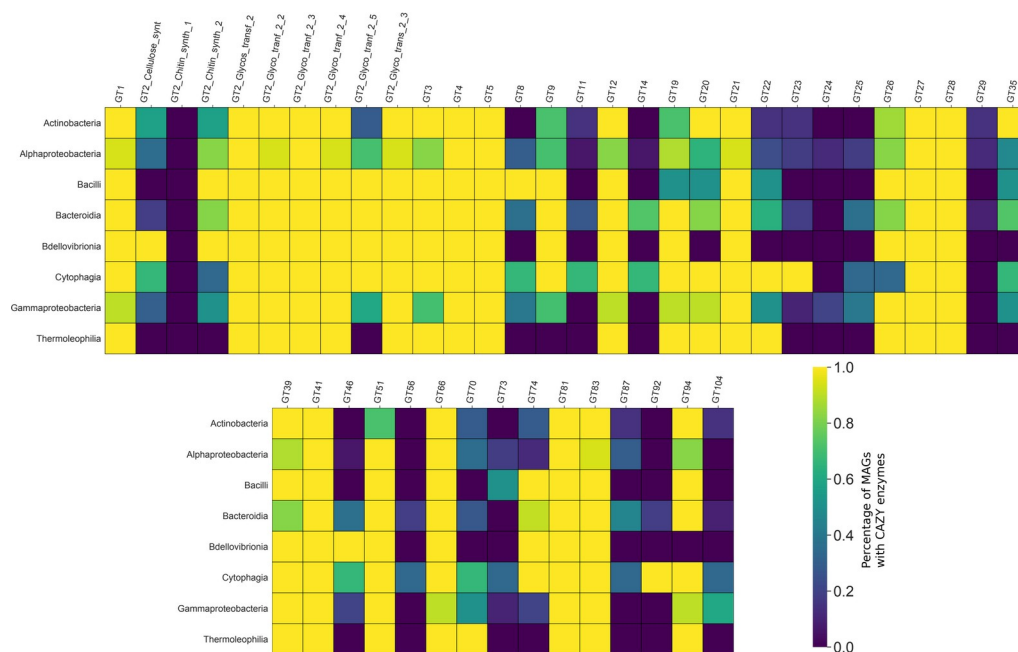 GT1 GT2_Cellulose_synt GT2_Chitin_synth_1 GT2_Chitin_synth_2 GT2_Glycos_transf_2 GT2_Glyco_tranf_2_2 GT2_Glyco_tranf_2_3 GT2_Glyco_tranf_2_4 GT2_Glyco_tranf_2_5 GT2_Glyco_trans_2_3 GT3 GT4 GT5 GT8 GT9 GT11 GT12 GT14 GT19 GT20 GT21 GT22 GT23 GT24 GT25 GT26 GT27 GT28 GT29 GT35
Actinobacteria
Alphaproteobacteria
Bacilli
Bacteroidia
Bdellovibrionia
Cytophagia
Gammaproteobacteria
Thermoleophilia
GT39 GT41 GT46 GT51 GT56 GT66 GT70 GT73 GT74 GT81 GT83 GT87 GT92 GT94 GT104
Actinobacteria
Alphaproteobacteria
Bacilli
Bacteroidia
Bdellovibrionia
Cytophagia
Gammaproteobacteria
Thermoleophilia
1.0
0.8
0.6
0.4
0.2
0.0
Percentage of MAGs
with CAZY enzymes